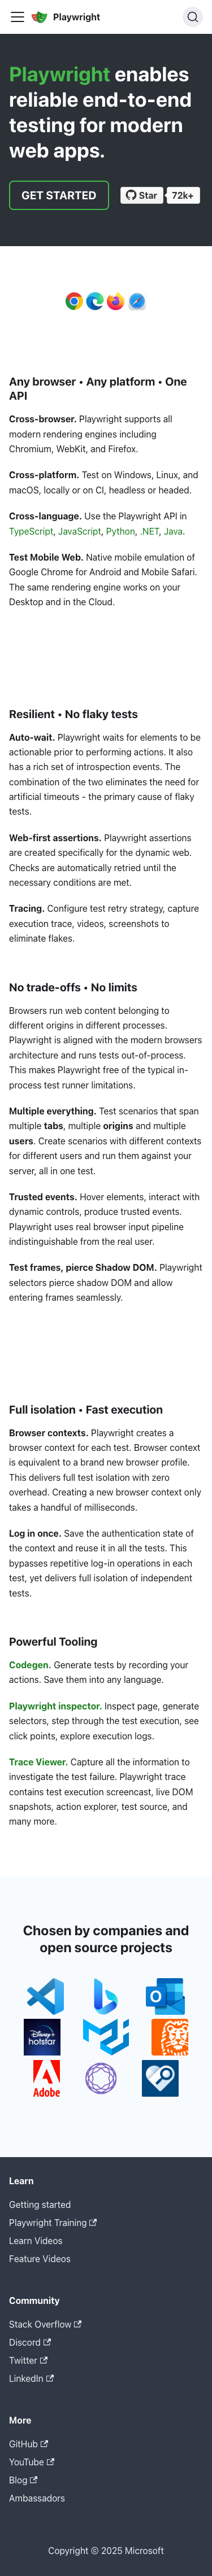 Playwright
Playwright enables
reliable end-to-end
testing for modern
web apps.
GET STARTED
Star
72k+
Any browser • Any platform • One
API
Cross-browser. Playwright supports all
modern rendering engines including
Chromium, WebKit, and Firefox.
Cross-platform. Test on Windows, Linux, and
macOS, locally or on CI, headless or headed.
Cross-language. Use the Playwright API in
TypeScript, JavaScript, Python, .NET, Java.
Test Mobile Web. Native mobile emulation of
Google Chrome for Android and Mobile Safari.
The same rendering engine works on your
Desktop and in the Cloud.
Resilient • No flaky tests
Auto-wait. Playwright waits for elements to be
actionable prior to performing actions. It also
has a rich set of introspection events. The
combination of the two eliminates the need for
artificial timeouts - the primary cause of flaky
tests.
Web-first assertions. Playwright assertions
are created specifically for the dynamic web.
Checks are automatically retried until the
necessary conditions are met.
Tracing. Configure test retry strategy, capture
execution trace, videos, screenshots to
eliminate flakes.
No trade-offs • No limits
Browsers run web content belonging to
different origins in different processes.
Playwright is aligned with the modern browsers
architecture and runs tests out-of-process.
This makes Playwright free of the typical in-
process test runner limitations.
Multiple everything. Test scenarios that span
multiple tabs, multiple origins and multiple
users. Create scenarios with different contexts
for different users and run them against your
server, all in one test.
Trusted events. Hover elements, interact with
dynamic controls, produce trusted events.
Playwright uses real browser input pipeline
indistinguishable from the real user.
Test frames, pierce Shadow DOM. Playwright
selectors pierce shadow DOM and allow
entering frames seamlessly.
Full isolation • Fast execution
Browser contexts. Playwright creates a
browser context for each test. Browser context
is equivalent to a brand new browser profile.
This delivers full test isolation with zero
overhead. Creating a new browser context only
takes a handful of milliseconds.
Log in once. Save the authentication state of
the context and reuse it in all the tests. This
bypasses repetitive log-in operations in each
test, yet delivers full isolation of independent
tests.
Powerful Tooling
Codegen. Generate tests by recording your
actions. Save them into any language.
Playwright inspector. Inspect page, generate
selectors, step through the test execution, see
click points, explore execution logs.
Trace Viewer. Capture all the information to
investigate the test failure. Playwright trace
contains test execution screencast, live DOM
snapshots, action explorer, test source, and
many more.
Chosen by companies and
open source projects
Disney+
hotstar
Adobe
Learn
Getting started
Playwright Training
Learn Videos
Feature Videos
Community
Stack Overflow
Discord
Twitter
LinkedIn
More
GitHub
YouTube
Blog
Ambassadors
Copyright © 2025 Microsoft